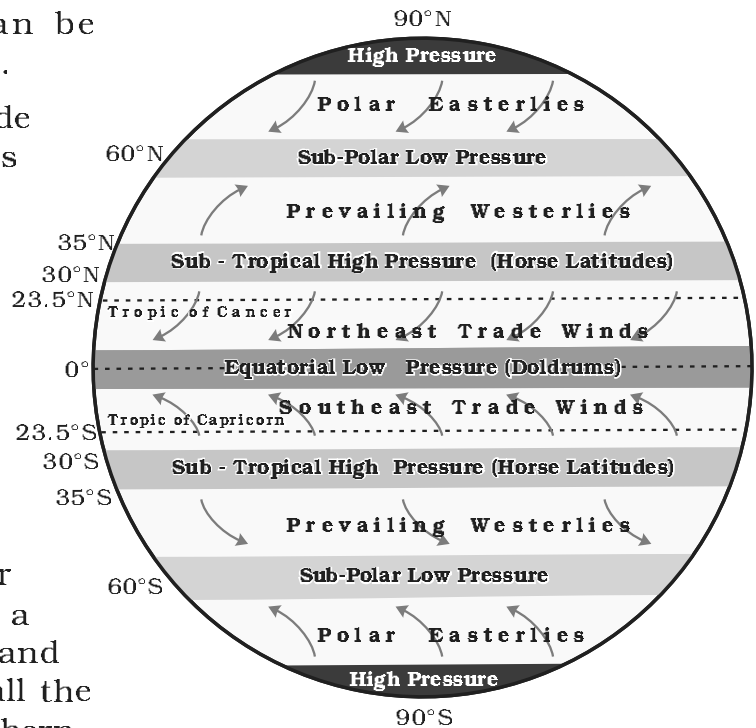 an be
.
de
s
r
a
and
all the
90°N
High Pressure
Polar Easterlies
60°N
Sub-Polar Low Pressure
Prevailing Westerlies
35°N
Sub - Tropical High Pressure (Horse Latitudes)
30°N
23.5°N
Tropic of Cancer
Northeast Trade Winds
0°
Equatorial Low Pressure (Doldrums)
Southeast Trade Winds
Tropic of Capricorn
23.5°S
30°S
Sub - Tropical High Pressure (Horse Latitudes)
35°S
Prevailing Westerlies
60°S
Sub-Polar Low Pressure
Polar Easterlies
High Pressure
90°S